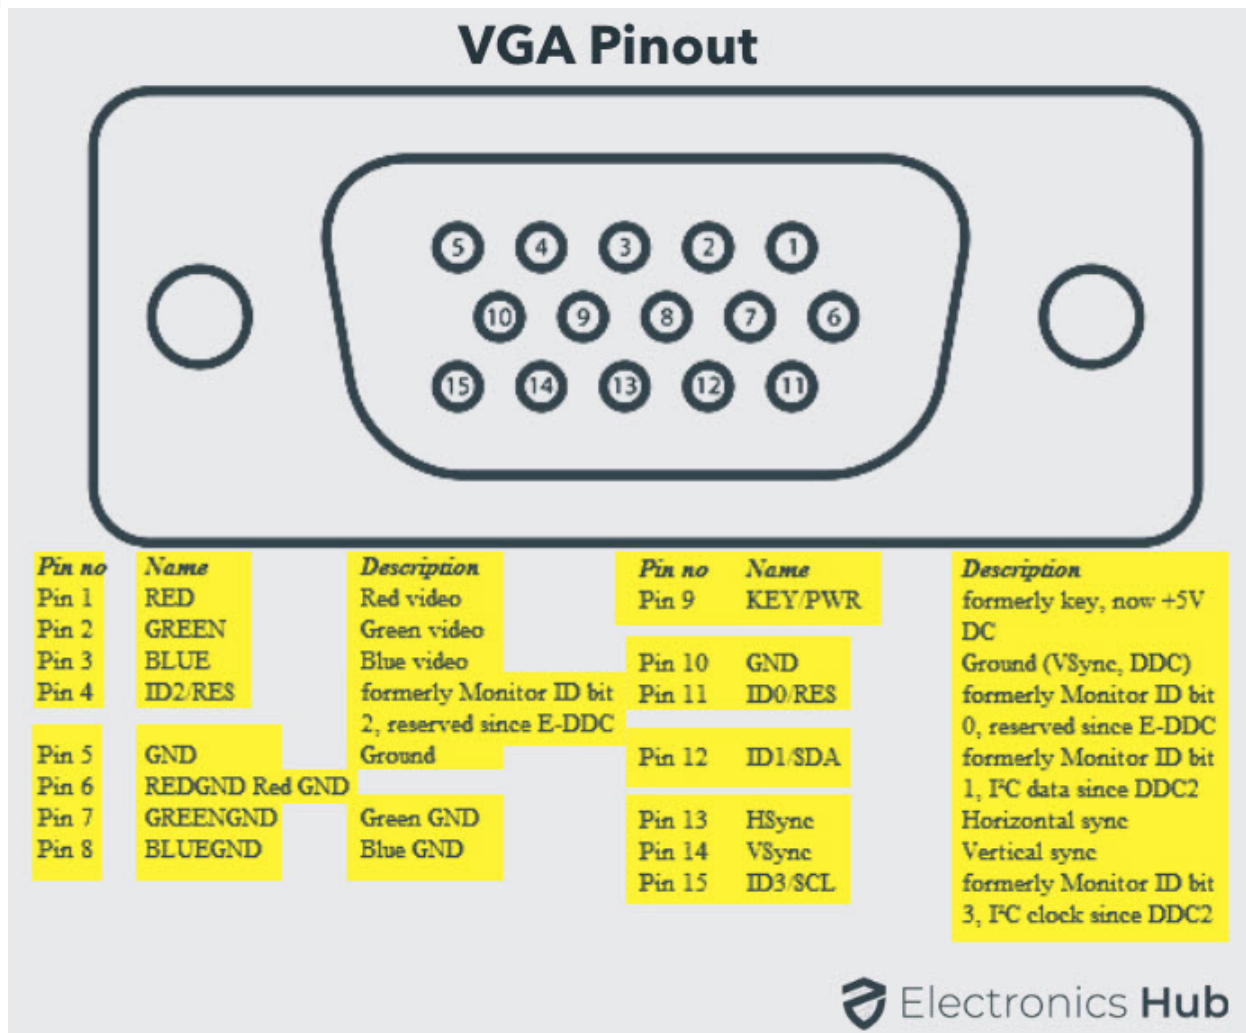 VGA Pinout
5 4 3 2 1
10 9 8 7 6
15 14 13 12 11
Pin no Name Description
Pin 1 RED Red video
Pin 2 GREEN Green video
Pin 3 BLUE Blue video
Pin 4 ID2/RES formerly Monitor ID bit
2, reserved since E-DDC
Pin 5 GND Ground
Pin 6 REDGND Red GND
Pin 7 GREENGND Green GND
Pin 8 BLUEGND Blue GND
Pin no Name Description
Pin 9 KEY/PWR formerly key, now +5V
DC
Pin 10 GND Ground (VSync, DDC)
Pin 11 ID0/RES formerly Monitor ID bit
0, reserved since E-DDC
Pin 12 ID1/SDA formerly Monitor ID bit
1, I²C data since DDC2
Pin 13 HSync Horizontal sync
Pin 14 VSync Vertical sync
Pin 15 ID3/SCL formerly Monitor ID bit
3, I²C clock since DDC2
Electronics Hub